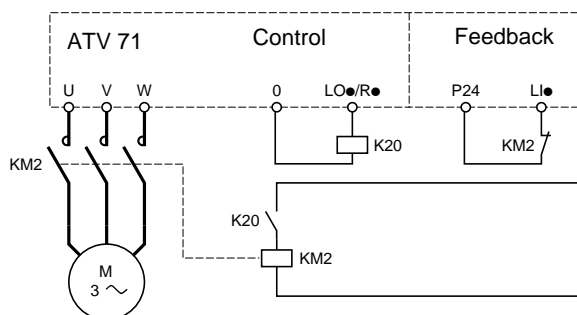 ATV 71
Control
Feedback
U V W 0 LO●/R● P24 LI●
K20
KM2
KM2
K20
KM2
M
3